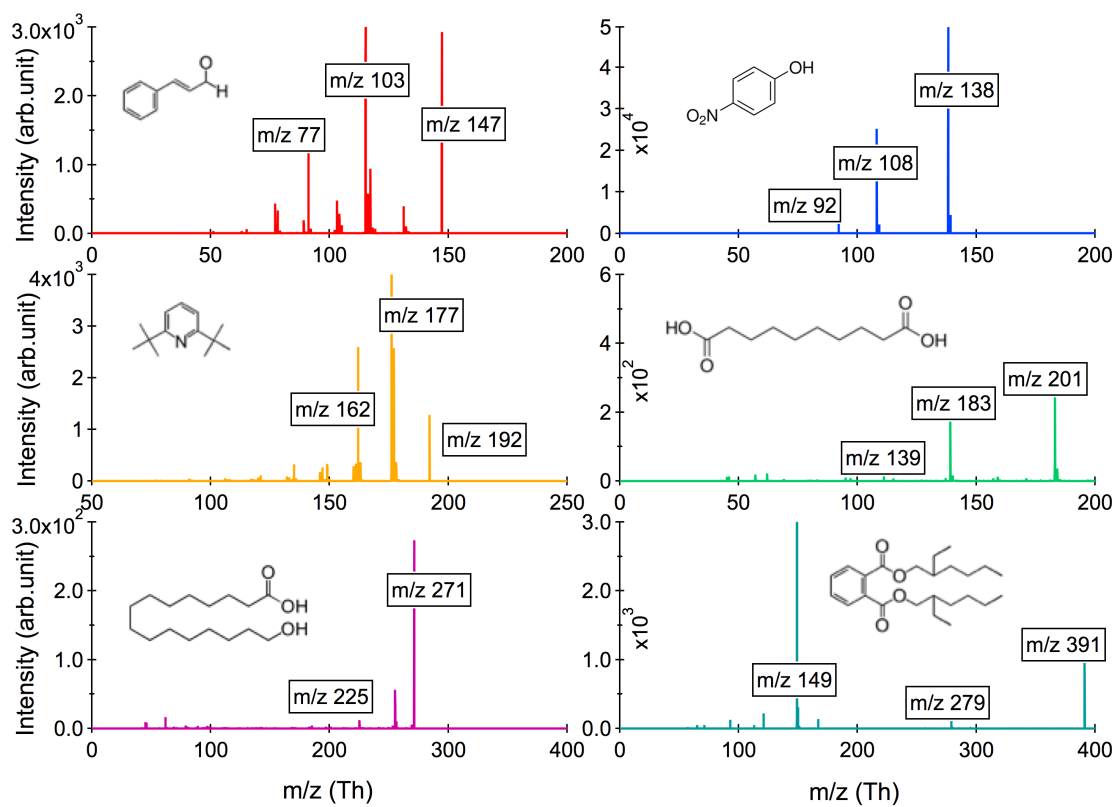 3.0x10³
2.0
1.0
0.0
Intensity (arb.unit)
0 50 100 150 200
O
H
m/z 77
m/z 103
m/z 147
5
4
3
2
1
0
x10⁴
0 50 100 150 200
OH
O₂N
m/z 92
m/z 108
m/z 138
4x10³
3
2
1
0
Intensity (arb.unit)
50 100 150 200 250
N
m/z 162
m/z 177
m/z 192
6
4
2
0
x10²
0 50 100 150 200
HO
O
O
OH
m/z 139
m/z 183
m/z 201
3.0x10²
2.0
1.0
0.0
Intensity (arb.unit)
0 100 200 300 400
m/z (Th)
O
OH
OH
m/z 225
m/z 271
3.0
2.0
1.0
0.0
x10³
0 100 200 300 400
m/z (Th)
O
O
O
O
m/z 149
m/z 279
m/z 391